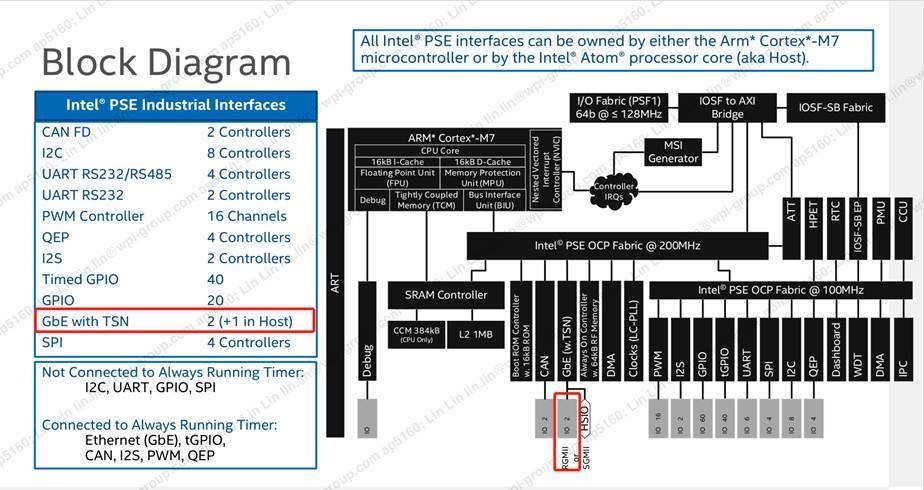 Block Diagram
All Intel® PSE interfaces can be owned by either the Arm* Cortex*-M7
microcontroller or by the Intel® Atom® processor core (aka Host).
Intel® PSE Industrial Interfaces
CAN FD 2 Controllers
I2C 8 Controllers
UART RS232/RS485 4 Controllers
UART RS232 2 Controllers
PWM Controller 16 Channels
QEP 4 Controllers
I2S 2 Controllers
Timed GPIO 40
GPIO 20
GbE with TSN 2 (+1 in Host)
SPI 4 Controllers
Not Connected to Always Running Timer:
I2C, UART, GPIO, SPI
Connected to Always Running Timer:
Ethernet (GbE), tGPIO,
CAN, I2S, PWM, QEP
ART
ARM* Cortex*-M7
CPU Core
16kB I-Cache
16kB D-Cache
Floating Point Unit
(FPU)
Memory Protection
Unit (MPU)
Debug
Tightly Coupled
Memory (TCM)
Bus Interface
Unit (BIU)
Nested Vectored
Interrupt
Controller (NVIC)
I/O Fabric (PSF1)
64b @ ≤ 128MHz
IOSF to AXI
Bridge
IOSF-SB Fabric
MSI
Generator
Controller
IRQs
ATT
HPET
RTC
IOSF-SB EP
PMU
CCU
Intel® PSE OCP Fabric @ 200MHz
Intel® PSE OCP Fabric @ 100MHz
SRAM Controller
CCM 384kB
(CPU Only)
L2 1MB
Debug
Boot ROM Controller
w. 16kB ROM
CAN
GbE (w.TSN)
Always On Controller
w. 64kB RF Memory
DMA
Clocks (LC-PLL)
PWM
I2S
GPIO
tGPIO
UART
SPI
I2C
QEP
Dashboard
WDT
DMA
IPC
IO
IO 2
IO 2
HSIO
IO 16
IO 2
IO 60
IO 40
IO 6
IO 4
IO 8
IO 4
RGMII
or
SGMII
ap5160; Lin Lin lin.lin@wpi-group.com